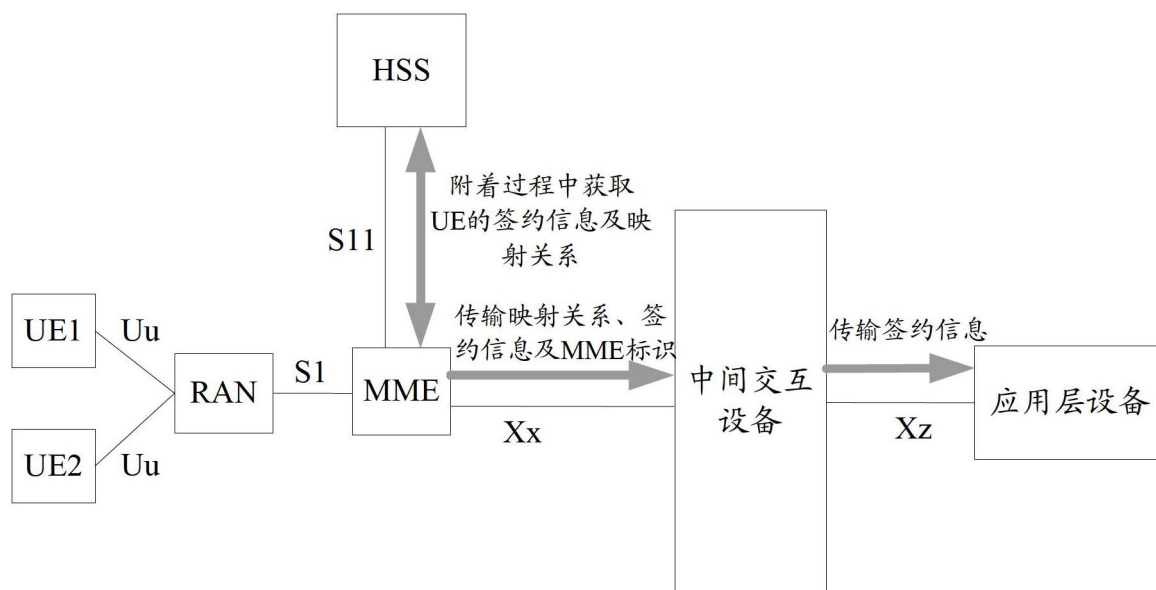 HSS
附着过程中获取
UE的签约信息及映
射关系
S11
传输映射关系、签
约信息及MME标识
传输签约信息
UE1
Uu
S1
RAN
MME
中间交互
设备
应用层设备
Xx
Xz
UE2
Uu